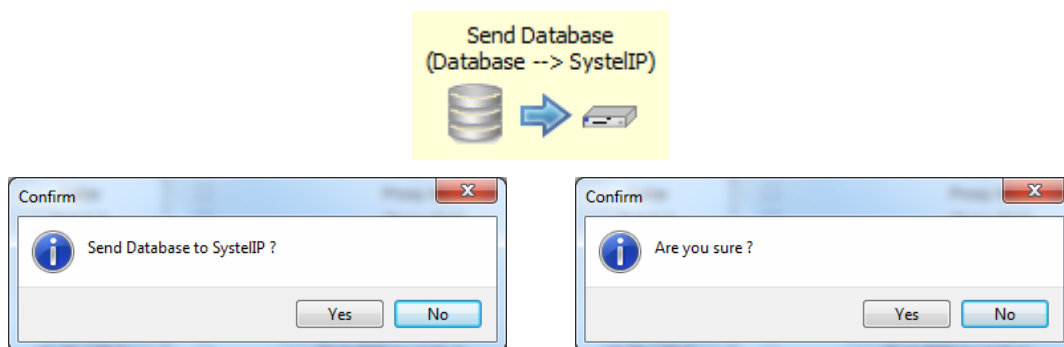 Send Database
(Database --> SystelIP)
Confirm
Send Database to SystelIP ?
Yes
No
Confirm
Are you sure ?
Yes
No